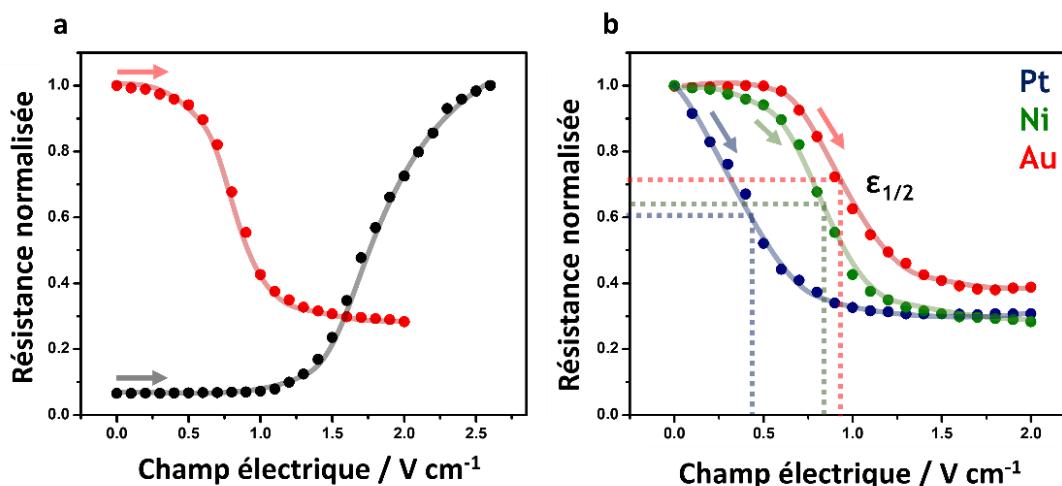 a
Résistance normalisée
1.0
0.8
0.6
0.4
0.2
0.0
0.0 0.5 1.0 1.5 2.0 2.5
Champ électrique / V cm⁻¹
b
Résistance normalisée
1.0
0.8
0.6
0.4
0.2
0.0
Pt
Ni
Au
ε1/2
0.0 0.5 1.0 1.5 2.0
Champ électrique / V cm⁻¹